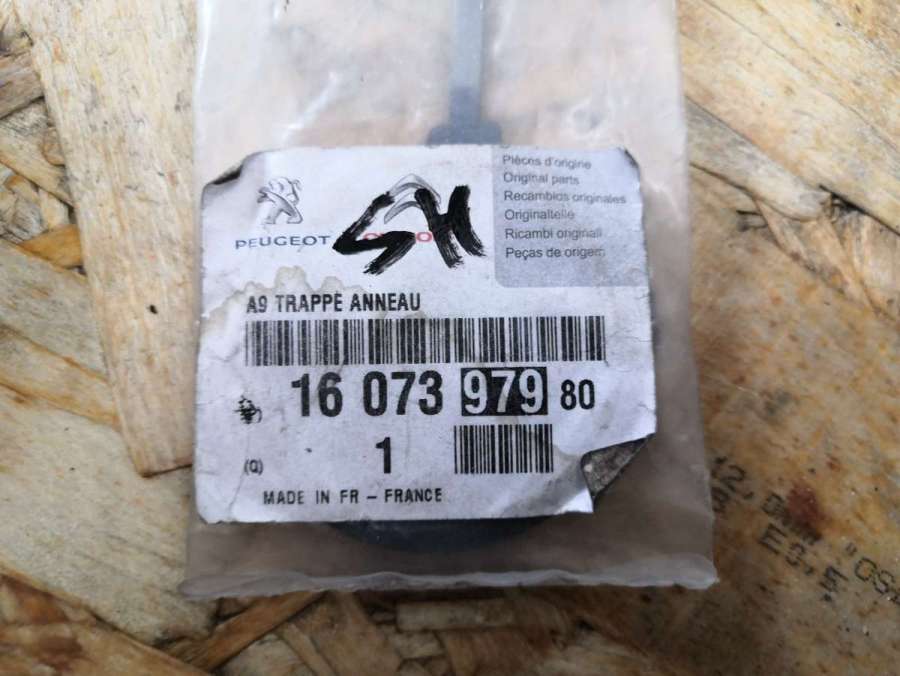 Pièces d'origine
Original parts
Recambios originales
Originalteile
Ricambi originali
Peças de origem
PEUGEOT
SH
A9 TRAPPE ANNEAU
16 073 979 80
(Q) 1
MADE IN FR - FRANCE